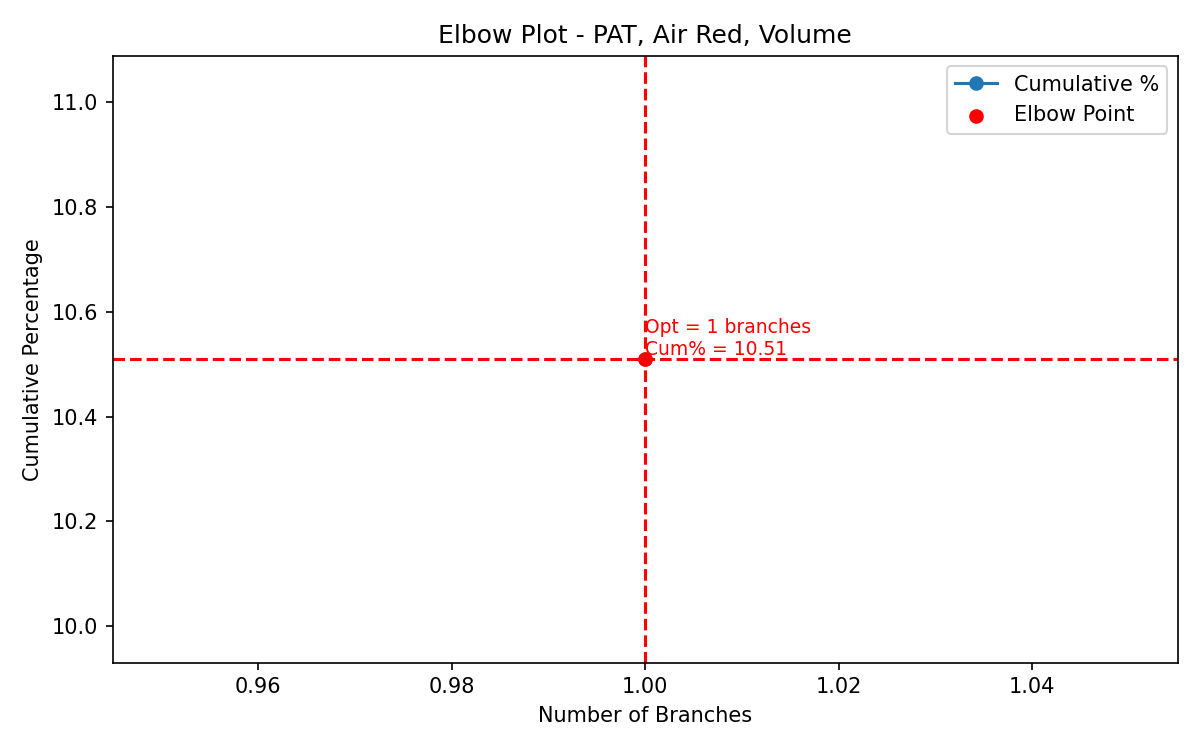 Elbow Plot - PAT, Air Red, Volume
Cumulative %
Elbow Point
11.0
10.8
10.6
10.4
10.2
10.0
Cumulative Percentage
Opt = 1 branches
Cum% = 10.51
0.96
0.98
1.00
1.02
1.04
Number of Branches